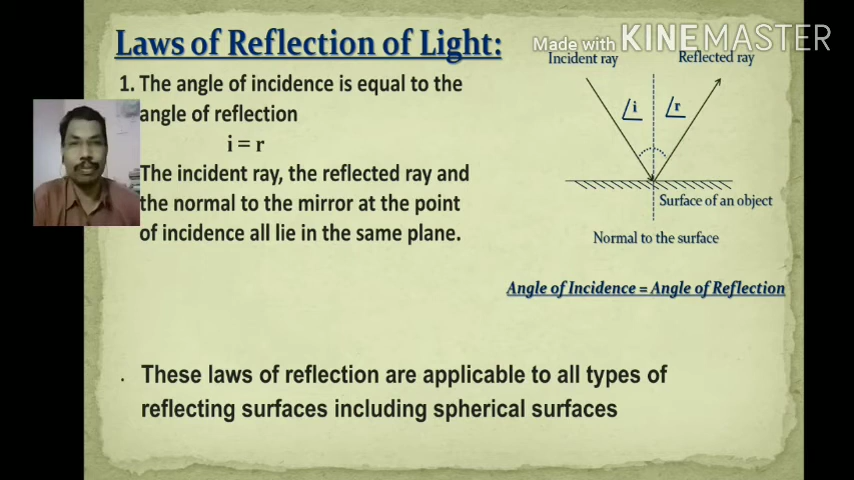 Laws of Reflection of Light:
Made with KINEMASTER
1. The angle of incidence is equal to the
angle of reflection
i = r
The incident ray, the reflected ray and
the normal to the mirror at the point
of incidence all lie in the same plane.
Incident ray
Reflected ray
∠i
∠r
Surface of an object
Normal to the surface
Angle of Incidence = Angle of Reflection
. These laws of reflection are applicable to all types of
reflecting surfaces including spherical surfaces